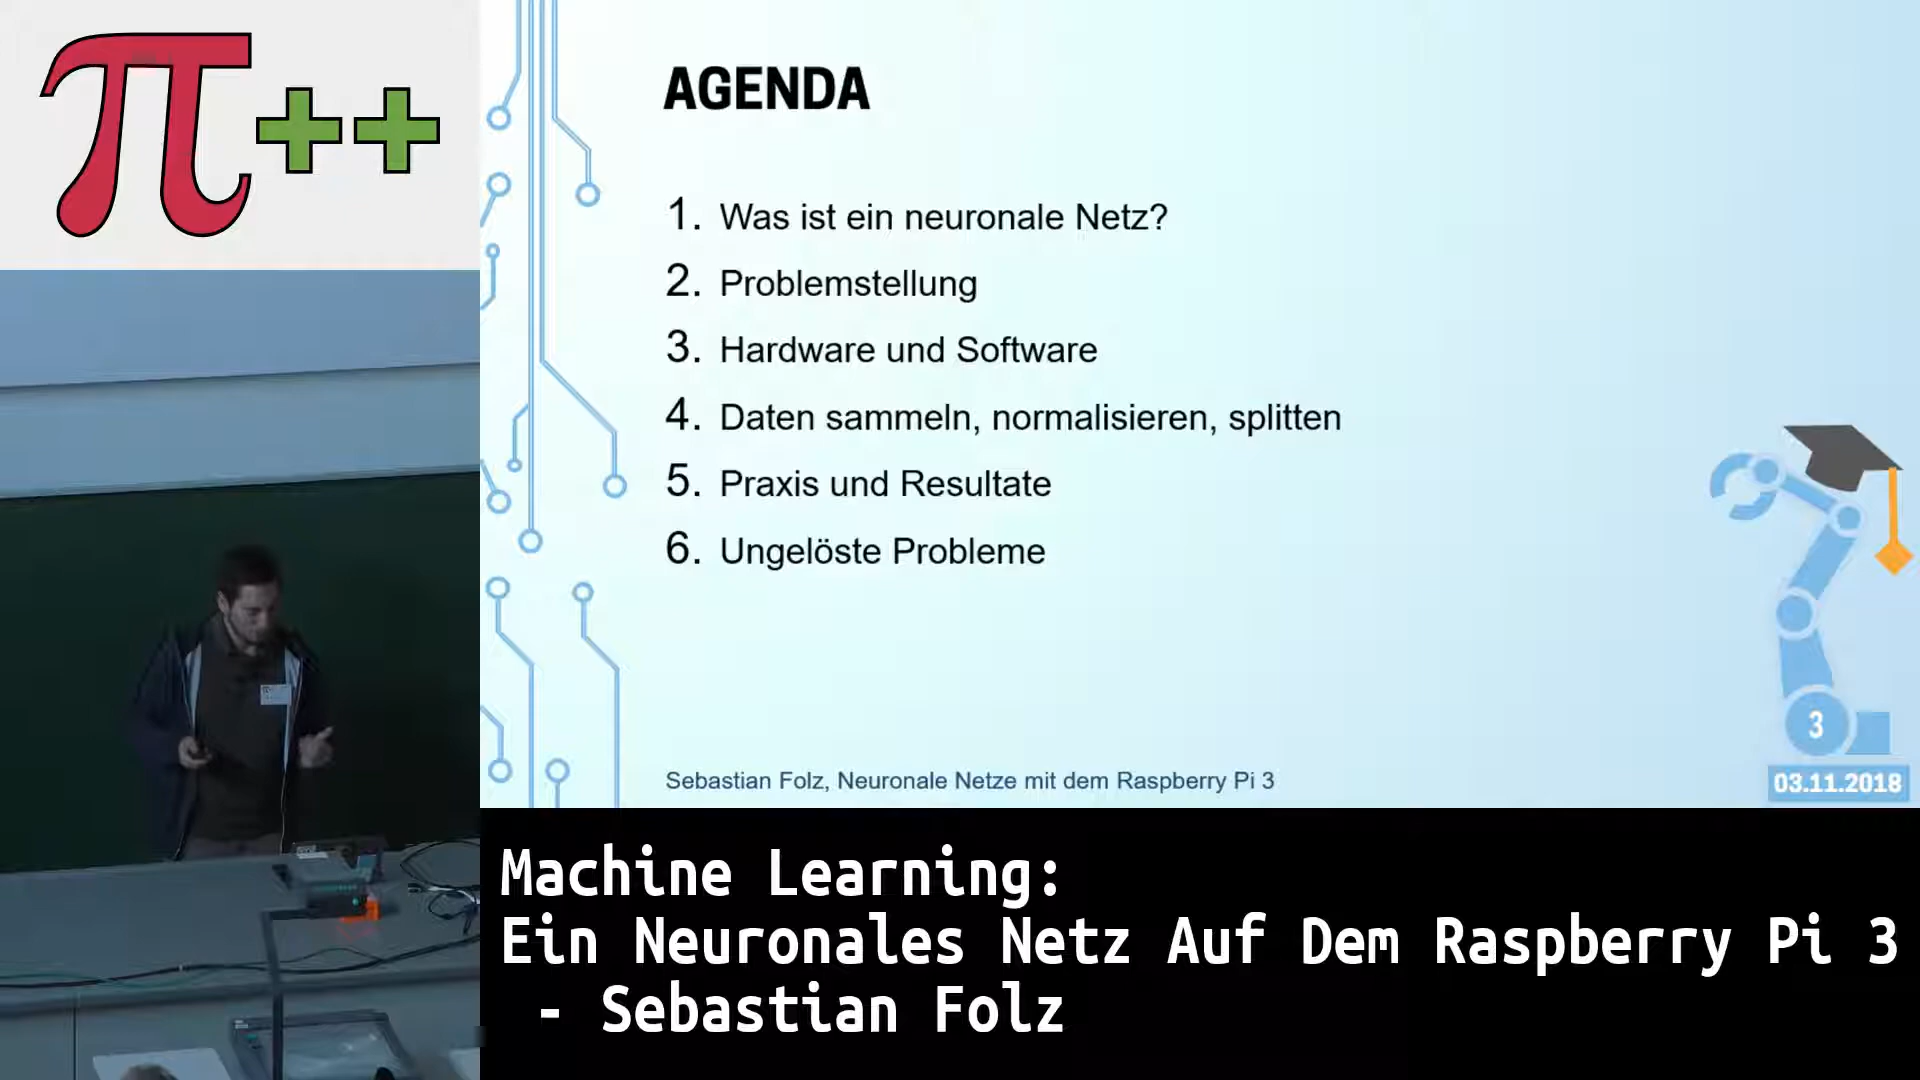 π++
AGENDA
1. Was ist ein neuronale Netz?
2. Problemstellung
3. Hardware und Software
4. Daten sammeln, normalisieren, splitten
5. Praxis und Resultate
6. Ungelöste Probleme
3
Sebastian Folz, Neuronale Netze mit dem Raspberry Pi 3
03.11.2018
Machine Learning:
Ein Neuronales Netz Auf Dem Raspberry Pi 3
- Sebastian Folz